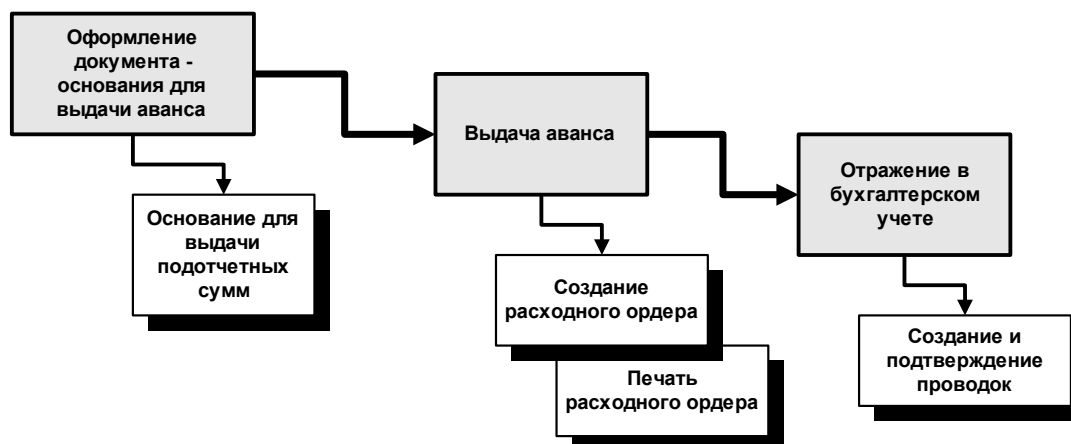 Оформление
документа -
основания для
выдачи аванса
Основание для
выдачи
подотчетных
сумм
Выдача аванса
Создание
расходного ордера
Печать
расходного ордера
Отражение в
бухгалтерском
учете
Создание и
подтверждение
проводок